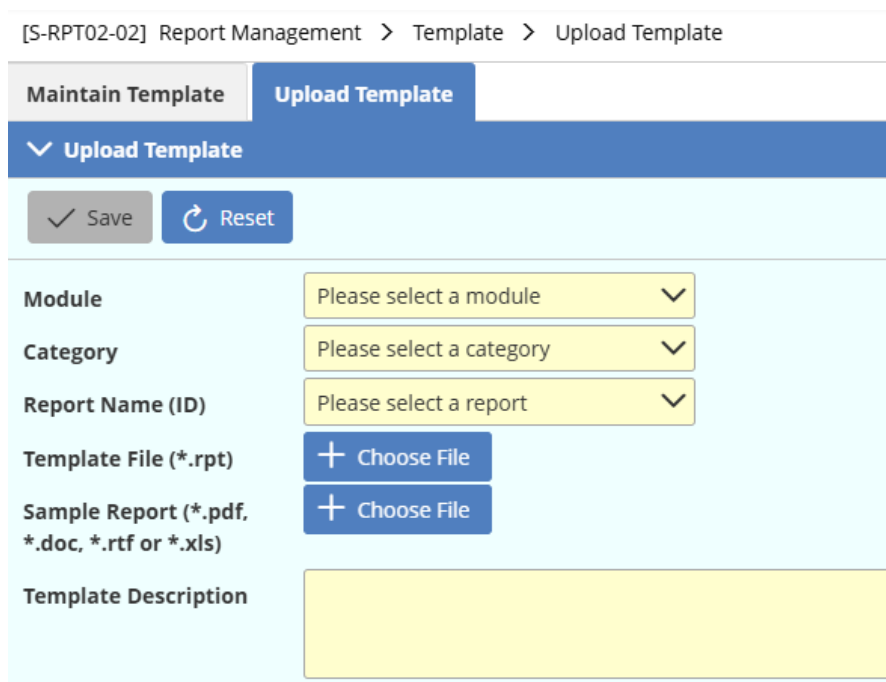 [S-RPT02-02] Report Management > Template > Upload Template
Maintain Template Upload Template
Upload Template
Save Reset
Module Please select a module
Category Please select a category
Report Name (ID) Please select a report
Template File (*.rpt) + Choose File
Sample Report (*.pdf, + Choose File
*.doc, *.rtf or *.xls)
Template Description